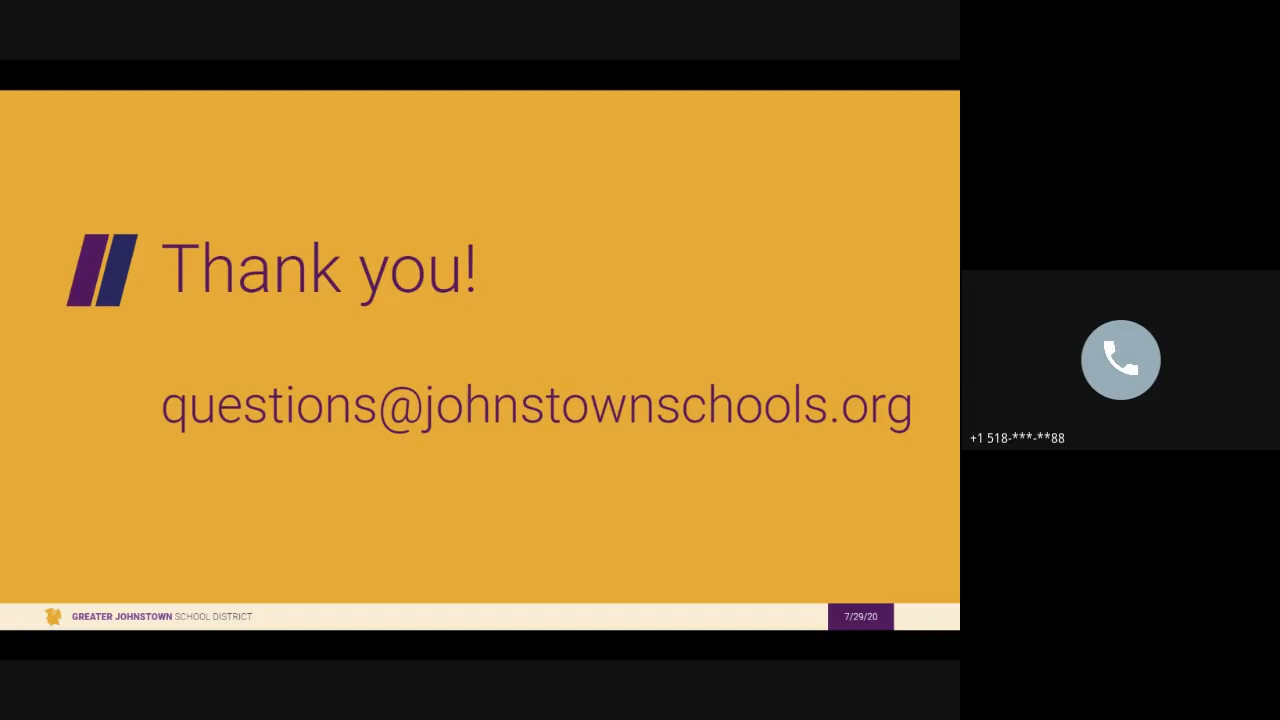 Thank you!
questions@johnstownschools.org
+1 518-***-**88
GREATER JOHNSTOWN SCHOOL DISTRICT
7/29/20